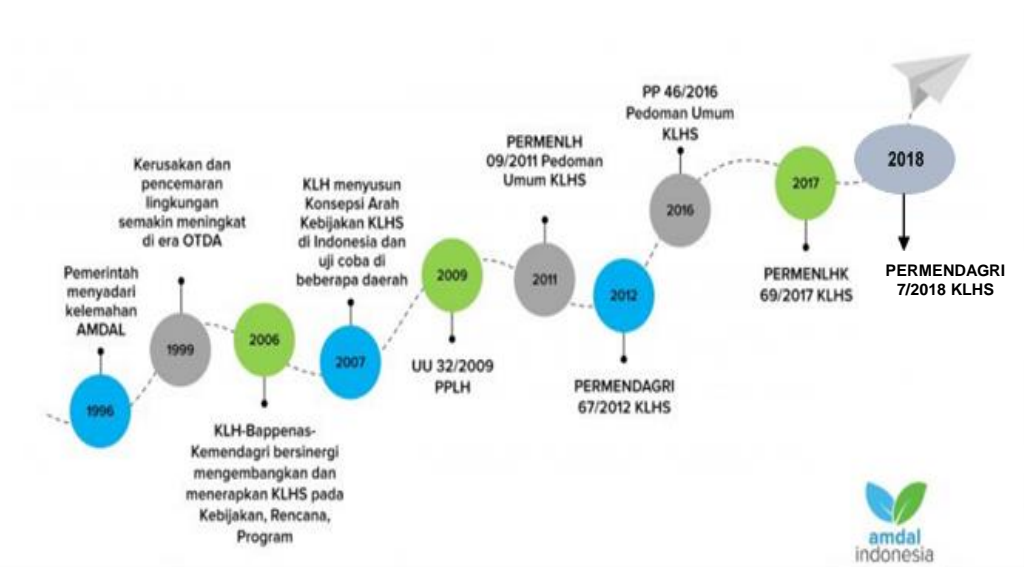 Pemerintah
menyadari
kelemahan
AMDAL
1996
Kerusakan dan
pencemaran
lingkungan
semakin meningkat
di era OTDA
1999
2006
KLH-Bappenas-
Kemendagri bersinergi
mengembangkan dan
menerapkan KLHS pada
Kebijakan, Rencana,
Program
KLH menyusun
Konsepsi Arah
Kebijakan KLHS
di Indonesia dan
uji coba di
beberapa daerah
2007
2009
UU 32/2009
PPLH
PERMENLH
09/2011 Pedoman
Umum KLHS
2011
2012
PERMENDAGRI
67/2012 KLHS
PP 46/2016
Pedoman Umum
KLHS
2016
2017
PERMENLHK
69/2017 KLHS
2018
PERMENDAGRI
7/2018 KLHS
amdal
indonesia